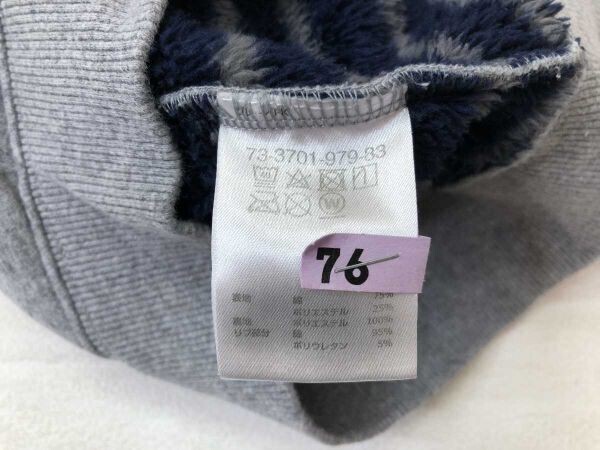 73-3701-979-83
W
76
表地 綿 75%
ポリエステル 25%
裏地 ポリエステル 100%
リブ部分 綿 95%
ポリウレタン 5%